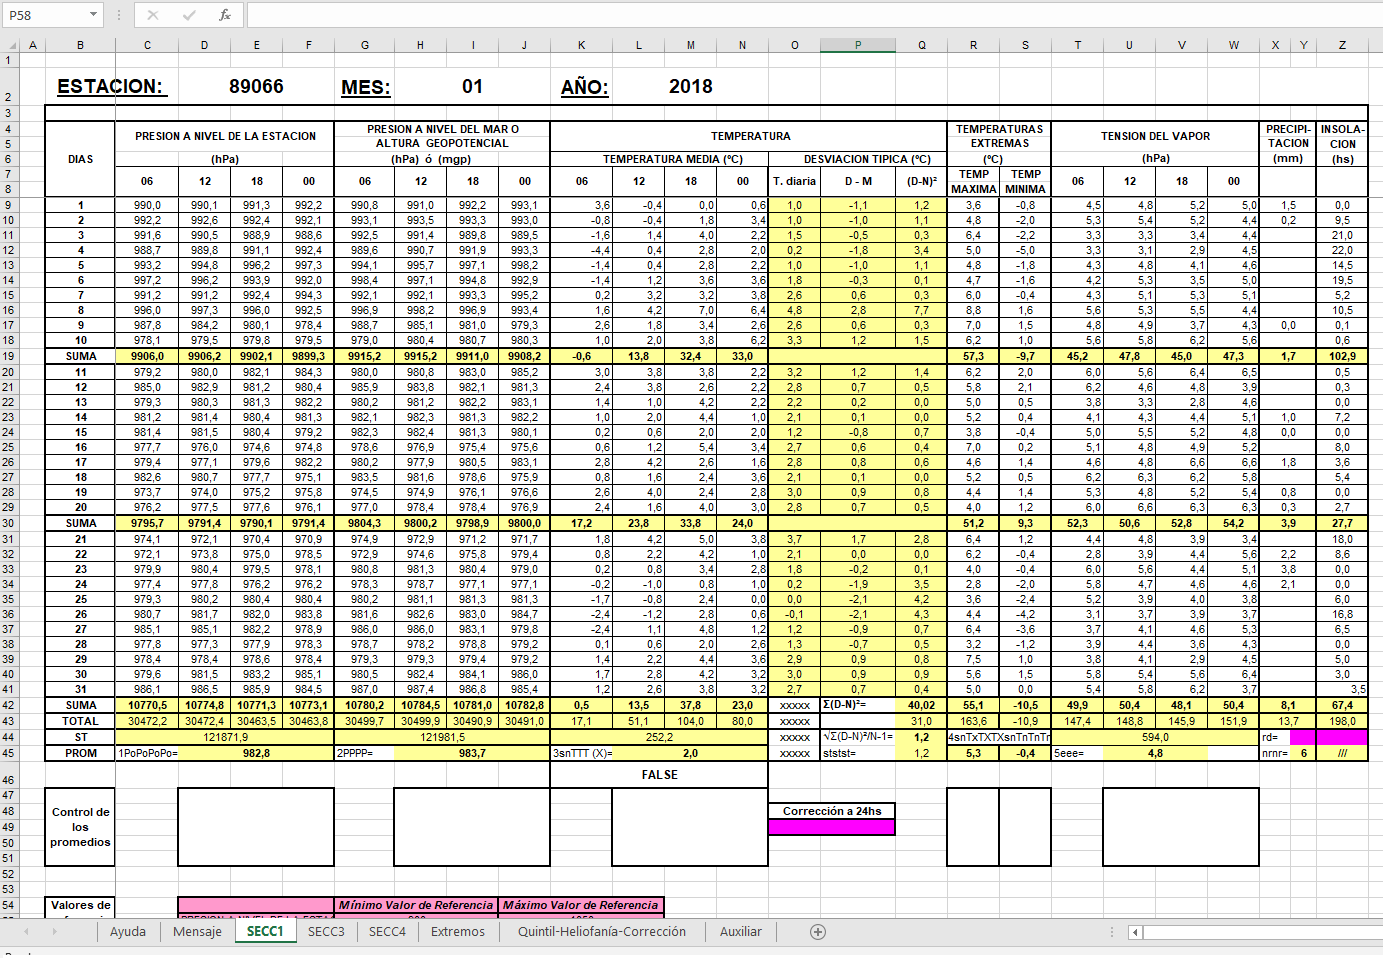 P58
fx
A B C D E F G H I J K L M N O P Q R S T U V W X Y Z
1
2 ESTACION: 89066 MES: 01 AÑO: 2018
3
4 PRESION A NIVEL DE LA ESTACION PRESION A NIVEL DEL MAR O TEMPERATURA TEMPERATURAS TENSION DEL VAPOR PRECIPI- INSOLA-
5 ALTURA GEOPOTENCIAL EXTREMAS TACION CION
6 DIAS (hPa) (hPa) ó (mgp) TEMPERATURA MEDIA (ºC) DESVIACION TIPICA (ºC) (ºC) (hPa) (mm) (hs)
7 06 12 18 00 06 12 18 00 06 12 18 00 T. diaria D - M (D-N)² TEMP TEMP 06 12 18 00
8 MAXIMA MINIMA
9 1 990,0 990,1 991,3 992,2 990,8 991,0 992,2 993,1 3,6 -0,4 0,0 0,6 1,0 -1,1 1,2 3,6 -0,8 4,5 4,8 5,2 5,0 1,5 0,0
10 2 992,2 992,6 992,4 992,1 993,1 993,5 993,3 993,0 -0,8 -0,4 1,8 3,4 1,0 -1,0 1,1 4,8 -2,0 5,3 5,4 5,2 4,4 0,2 9,5
11 3 991,6 990,5 988,9 988,6 992,5 991,4 989,8 989,5 -1,6 1,4 4,0 2,2 1,5 -0,5 0,3 6,4 -2,2 3,3 3,3 3,4 4,4 21,0
12 4 988,7 989,8 991,1 992,4 989,6 990,7 991,9 993,3 -4,4 0,4 2,8 2,0 0,2 -1,8 3,4 5,0 -5,0 3,3 3,1 2,9 4,5 22,0
13 5 993,2 994,8 996,2 997,3 994,1 995,7 997,1 998,2 -1,4 0,4 2,8 2,2 1,0 -1,0 1,1 4,8 -1,8 4,3 4,8 4,1 4,6 14,5
14 6 997,2 996,2 993,9 992,0 998,4 997,1 994,8 992,9 -1,4 1,2 3,6 3,6 1,8 -0,3 0,1 4,7 -1,6 4,2 5,3 3,5 5,0 19,5
15 7 991,2 991,2 992,4 994,3 992,1 992,1 993,3 995,2 0,2 3,2 3,2 3,8 2,6 0,6 0,3 6,0 -0,4 4,3 5,1 5,3 5,1 5,2
16 8 996,0 997,3 996,0 992,5 996,9 998,2 996,9 993,4 1,6 4,2 7,0 6,4 4,8 2,8 7,7 8,8 1,6 5,6 5,3 5,5 4,4 10,5
17 9 987,8 984,2 980,1 978,4 988,7 985,1 981,0 979,3 2,6 1,8 3,4 2,6 2,6 0,6 0,3 7,0 1,5 4,8 4,9 3,7 4,3 0,0 0,1
18 10 978,1 979,5 979,8 979,5 979,0 980,4 980,7 980,3 1,0 2,0 3,8 6,2 3,3 1,2 1,5 6,2 1,0 5,6 5,8 6,2 5,6 0,6
19 SUMA 9906,0 9906,2 9902,1 9899,3 9915,2 9915,2 9911,0 9908,2 -0,6 13,8 32,4 33,0 57,3 -9,7 45,2 47,8 45,0 47,3 1,7 102,9
20 11 979,2 980,0 982,1 984,3 980,0 980,8 983,0 985,2 3,0 3,8 3,8 2,2 3,2 1,2 1,4 6,2 2,0 6,0 5,6 6,4 6,5 0,5
21 12 985,0 982,9 981,2 980,4 985,9 983,8 982,1 981,3 2,4 3,8 2,6 2,2 2,8 0,7 0,5 5,8 2,1 6,2 4,6 4,8 3,9 0,3
22 13 979,3 980,3 981,3 982,2 980,2 981,2 982,2 983,1 1,4 1,0 4,2 2,2 2,2 0,2 0,0 5,0 0,5 3,8 3,3 2,8 4,6 0,0
23 14 981,2 981,4 980,4 981,3 982,1 982,3 981,3 982,2 1,0 2,0 4,4 1,0 2,1 0,1 0,0 5,2 0,4 4,1 4,3 4,4 5,1 1,0 7,2
24 15 981,4 981,5 980,4 979,2 982,3 982,4 981,3 980,1 0,2 0,6 2,0 2,0 1,2 -0,8 0,7 3,8 -0,4 5,0 5,5 5,2 4,8 0,0 0,0
25 16 977,7 976,0 974,6 974,8 978,6 976,9 975,4 975,6 0,6 1,2 5,4 3,4 2,7 0,6 0,4 7,0 0,2 5,1 4,8 4,9 5,2 8,0
26 17 979,4 977,1 979,6 982,2 980,2 977,9 980,5 983,1 2,8 4,2 2,6 1,6 2,8 0,8 0,6 4,6 1,4 4,6 4,8 6,6 6,6 1,8 3,6
27 18 982,6 980,7 977,7 975,1 983,5 981,6 978,6 975,9 0,8 1,6 2,4 3,6 2,1 0,1 0,0 5,2 0,5 6,2 6,3 6,2 5,8 5,4
28 19 973,7 974,0 975,2 975,8 974,5 974,9 976,1 976,6 2,6 4,0 2,4 2,8 3,0 0,9 0,8 4,4 1,4 5,3 4,8 5,2 5,4 0,8 0,0
29 20 976,2 977,5 977,6 976,1 977,0 978,4 978,4 976,9 2,4 1,6 4,0 3,0 2,8 0,7 0,5 4,4 1,2 6,0 6,6 6,3 6,3 0,3 2,7
30 SUMA 9795,7 9791,4 9790,1 9791,4 9804,3 9800,2 9798,9 9800,0 17,2 23,8 33,8 24,0 51,2 9,3 52,3 50,6 52,8 54,2 3,9 27,7
31 21 974,1 972,1 970,4 970,9 974,9 972,9 971,2 971,7 1,8 4,2 5,0 3,8 3,7 1,7 2,8 6,4 1,2 4,4 4,8 3,9 3,4 18,0
32 22 972,1 973,8 975,0 978,5 972,9 974,6 975,8 979,4 0,8 2,2 4,2 1,0 2,1 0,0 0,0 6,2 -0,4 2,8 3,9 4,4 5,6 2,2 8,6
33 23 979,9 980,4 979,5 978,1 980,8 981,3 980,4 979,0 0,2 0,8 3,4 2,8 1,8 -0,2 0,1 4,0 -0,4 6,0 5,6 4,4 5,1 3,8 0,0
34 24 977,4 977,8 976,2 976,2 978,3 978,7 977,1 977,1 -0,2 -1,0 0,8 1,0 0,2 -1,9 3,5 2,8 -2,0 5,8 4,7 4,6 4,6 2,1 0,0
35 25 979,3 980,2 980,4 980,4 980,2 981,1 981,3 981,3 -1,7 -0,8 2,4 0,0 0,0 -2,1 4,2 3,6 -2,4 5,2 3,9 4,0 3,8 6,0
36 26 980,7 981,7 982,0 983,8 981,6 982,6 983,0 984,7 -2,4 -1,2 2,8 0,6 -0,1 -2,1 4,3 4,4 -4,2 3,1 3,7 3,9 3,7 16,8
37 27 985,1 985,1 982,2 978,9 986,0 986,0 983,1 979,8 -2,4 1,1 4,8 1,2 1,2 -0,9 0,7 6,4 -3,6 3,7 4,1 4,6 5,3 6,5
38 28 977,8 977,3 977,9 978,3 978,7 978,2 978,8 979,2 0,1 0,6 2,0 2,6 1,3 -0,7 0,5 3,2 -1,2 3,9 4,4 3,6 4,3 0,0
39 29 978,4 978,4 978,6 978,4 979,3 979,3 979,4 979,2 1,4 2,2 4,4 3,6 2,9 0,9 0,8 7,5 1,0 3,8 4,1 2,9 4,5 5,0
40 30 979,6 981,5 983,2 985,1 980,5 982,4 984,1 986,0 1,7 2,8 4,2 3,2 3,0 0,9 0,9 5,6 1,5 5,8 5,4 5,6 6,4 3,0
41 31 986,1 986,5 985,9 984,5 987,0 987,4 986,8 985,4 1,2 2,6 3,8 3,2 2,7 0,7 0,4 5,0 0,0 5,4 5,8 6,2 3,7 3,5
42 SUMA 10770,5 10774,8 10771,3 10773,1 10780,2 10784,5 10781,0 10782,8 0,5 13,5 37,8 23,0 xxxxx Σ(D-N)²= 40,02 55,1 -10,5 49,9 50,4 48,1 50,4 8,1 67,4
43 TOTAL 30472,2 30472,4 30463,5 30463,8 30499,7 30499,9 30490,9 30491,0 17,1 51,1 104,0 80,0 xxxxx 31,0 163,6 -10,9 147,4 148,8 145,9 151,9 13,7 198,0
44 ST 121871,9 121981,5 252,2 xxxxx √Σ(D-N)²/N-1= 1,2 4snTxTXTXsnTnTnTr 594,0 rd=
45 PROM 1PoPoPoPo= 982,8 2PPPP= 983,7 3snTTT (X)= 2,0 xxxxx ststst= 1,2 5,3 -0,4 5eee= 4,8 nrnr= 6 ///
46 FALSE
47
48 Control de Corrección a 24hs
49 los
50 promedios
51
52
53
54 Valores de Mínimo Valor de Referencia Máximo Valor de Referencia
Ayuda Mensaje SECC1 SECC3 SECC4 Extremos Quintil-Heliofanía-Corrección Auxiliar